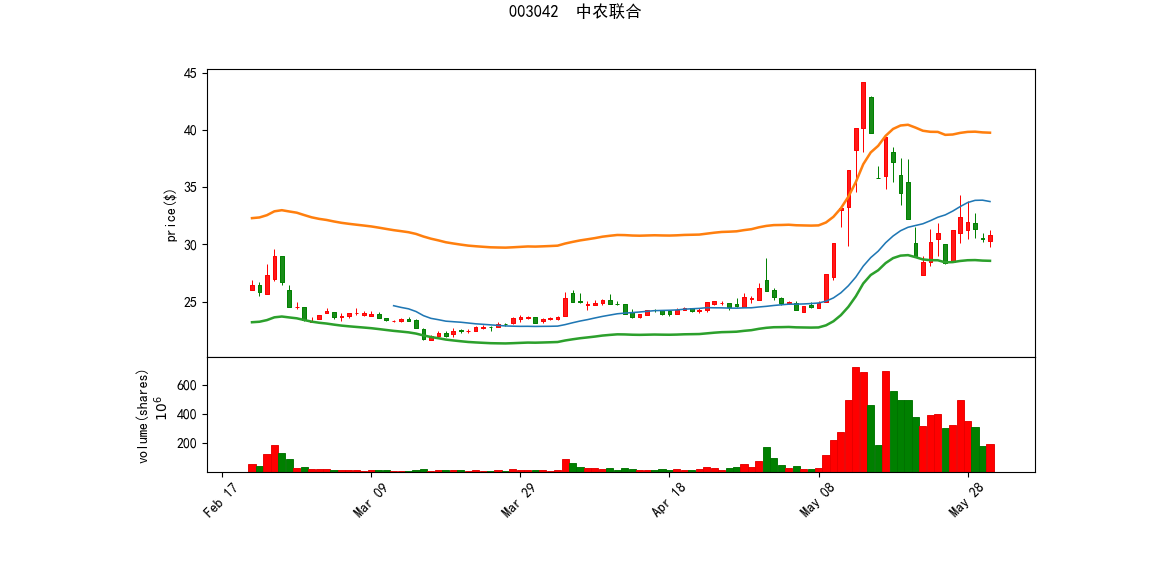 003042 中农联合
45
40
35
30
25
price($)
600
400
200
volume(shares)
10^6
Feb 17
Mar 09
Mar 29
Apr 18
May 08
May 28